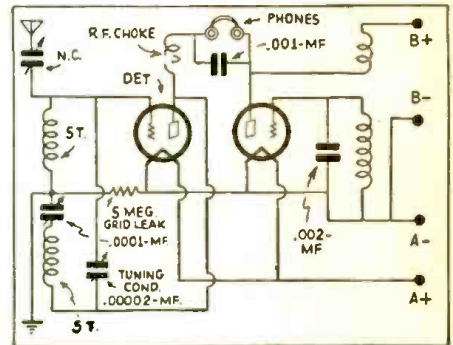 PHONES
R.F. CHOKE
.001-MF.
B+
N.C.
DET
B-
ST.
5 MEG.
GRID LEAK
.0001-MF.
.002-
MF
A-
TUNING
COND.
.00002-MF.
A+
ST.